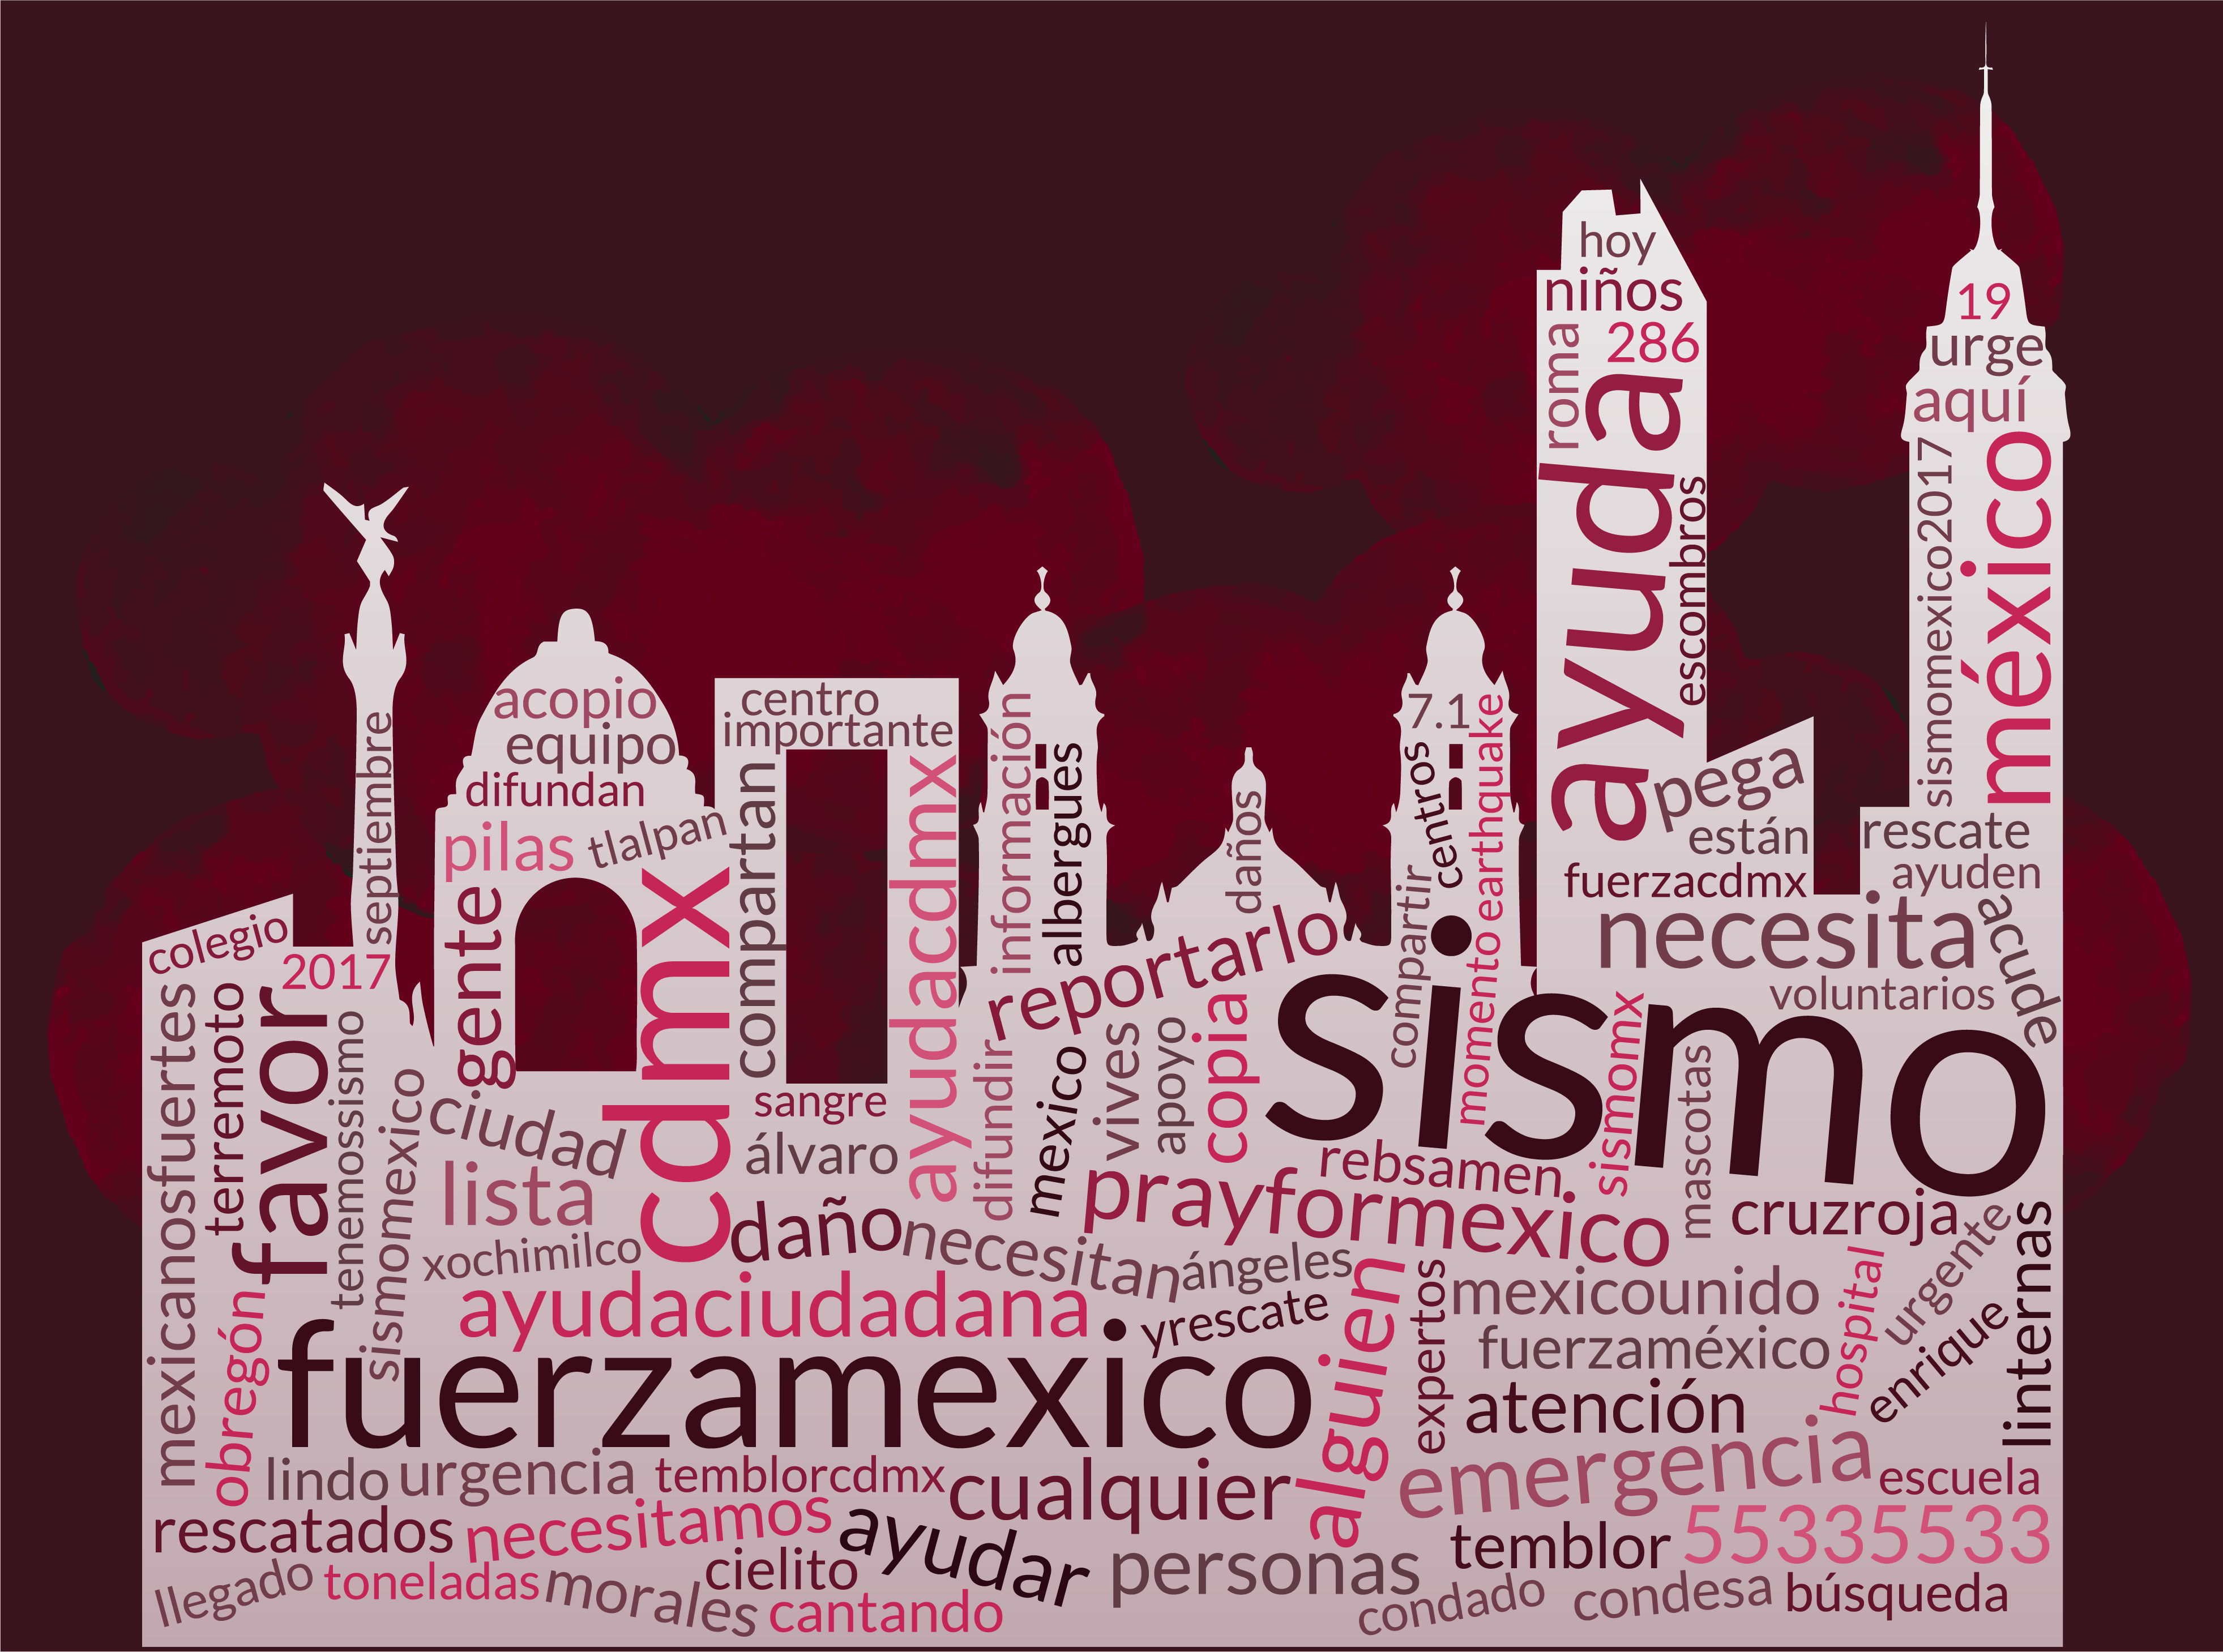 hoy
niños
286
roma
ayuda
escombros
19
urge
aquí
sismomexico2017
méxico
acopio
equipo
difundan
pilas
tlalpan
septiembre
centro
importante
compartan
ayudacdmx
información
albergues
daños
7.1
centros
earthquake
momento
compartir
pega
están
fuerzacdmx
rescate
ayuden
necesita
acude
voluntarios
colegio
2017
favor
terremoto
mexicanosfuertes
tenemossismo
sismomexico
gente
cdmx
ciudad
lista
xochimilco
sangre
álvaro
daño
difundir
mexico
vives
apoyo
copia
reportarlo
sismo
sismomx
mascotas
rebsamen
prayformexico
cruzroja
necesitan
ángeles
ayudaciudadana
yrescate
alguien
expertos
mexicounido
fuerzaméxico
hospital
urgente
enrique
linternas
obregón
fuerzamexico
atención
emergencia
escuela
lindo
urgencia
temblorcdmx
cualquier
rescatados
necesitamos
ayudar
temblor
55335533
llegado
toneladas
morales
cielito
cantando
personas
condado
condesa
búsqueda